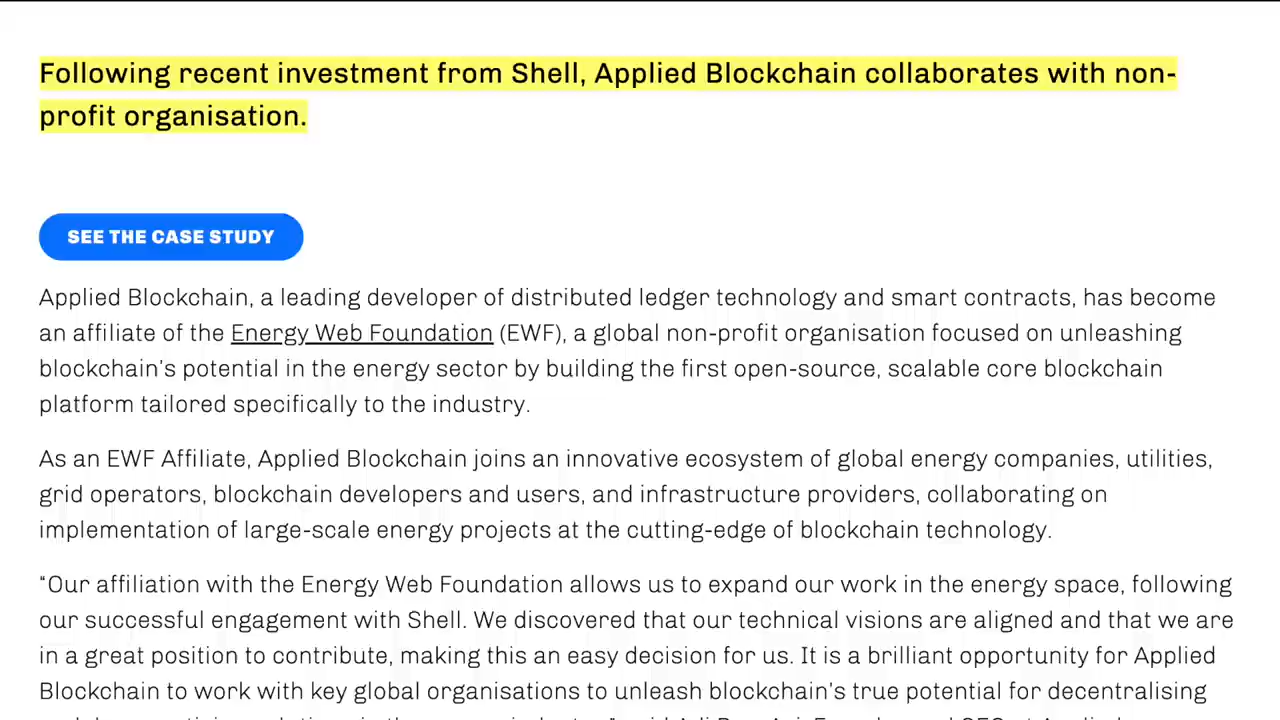 Following recent investment from Shell, Applied Blockchain collaborates with non-
profit organisation.
SEE THE CASE STUDY
Applied Blockchain, a leading developer of distributed ledger technology and smart contracts, has become
an affiliate of the Energy Web Foundation (EWF), a global non-profit organisation focused on unleashing
blockchain's potential in the energy sector by building the first open-source, scalable core blockchain
platform tailored specifically to the industry.
As an EWF Affiliate, Applied Blockchain joins an innovative ecosystem of global energy companies, utilities,
grid operators, blockchain developers and users, and infrastructure providers, collaborating on
implementation of large-scale energy projects at the cutting-edge of blockchain technology.
“Our affiliation with the Energy Web Foundation allows us to expand our work in the energy space, following
our successful engagement with Shell. We discovered that our technical visions are aligned and that we are
in a great position to contribute, making this an easy decision for us. It is a brilliant opportunity for Applied
Blockchain to work with key global organisations to unleash blockchain's true potential for decentralising